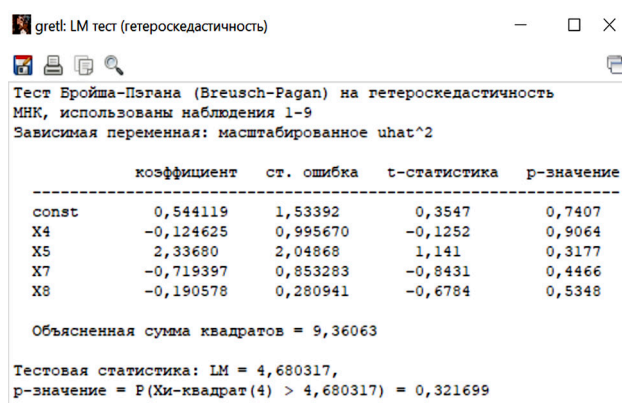 gretl: LM тест (гетероскедастичность)
Тест Бройша-Пэгана (Breusch-Pagan) на гетероскедастичность
МНК, использованы наблюдения 1-9
Зависимая переменная: масштабированное uhat^2
коэффициент ст. ошибка t-статистика p-значение
const 0,544119 1,53392 0,3547 0,7407
X4 -0,124625 0,995670 -0,1252 0,9064
X5 2,33680 2,04868 1,141 0,3177
X7 -0,719397 0,853283 -0,8431 0,4466
X8 -0,190578 0,280941 -0,6784 0,5348
Объясненная сумма квадратов = 9,36063
Тестовая статистика: LM = 4,680317,
p-значение = P(Хи-квадрат(4) > 4,680317) = 0,321699